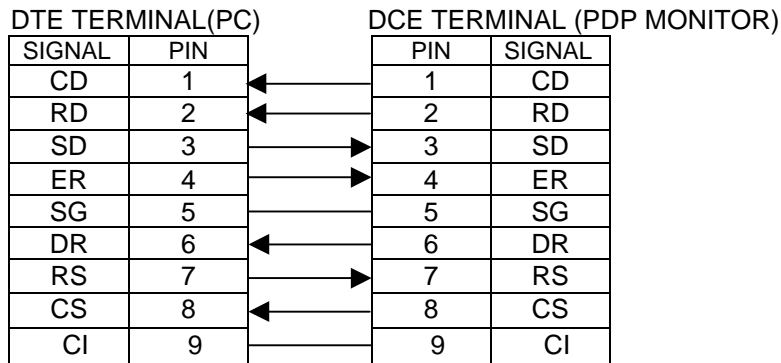 DTE TERMINAL(PC) DCE TERMINAL (PDP MONITOR)
SIGNAL PIN PIN SIGNAL
CD 1 1 CD
RD 2 2 RD
SD 3 3 SD
ER 4 4 ER
SG 5 5 SG
DR 6 6 DR
RS 7 7 RS
CS 8 8 CS
CI 9 9 CI